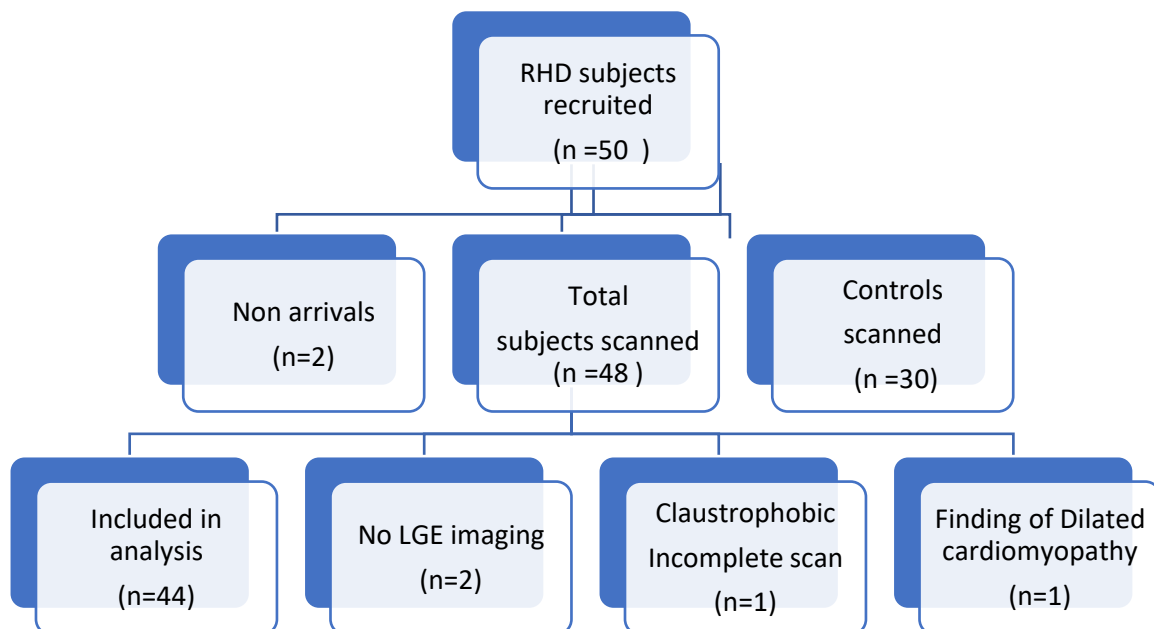 RHD subjects
recruited
(n =50 )
Non arrivals
(n=2)
Total
subjects scanned
(n =48 )
Controls
scanned
(n =30)
Included in
analysis
(n=44)
No LGE imaging
(n=2)
Claustrophobic
Incomplete scan
(n=1)
Finding of Dilated
cardiomyopathy
(n=1)